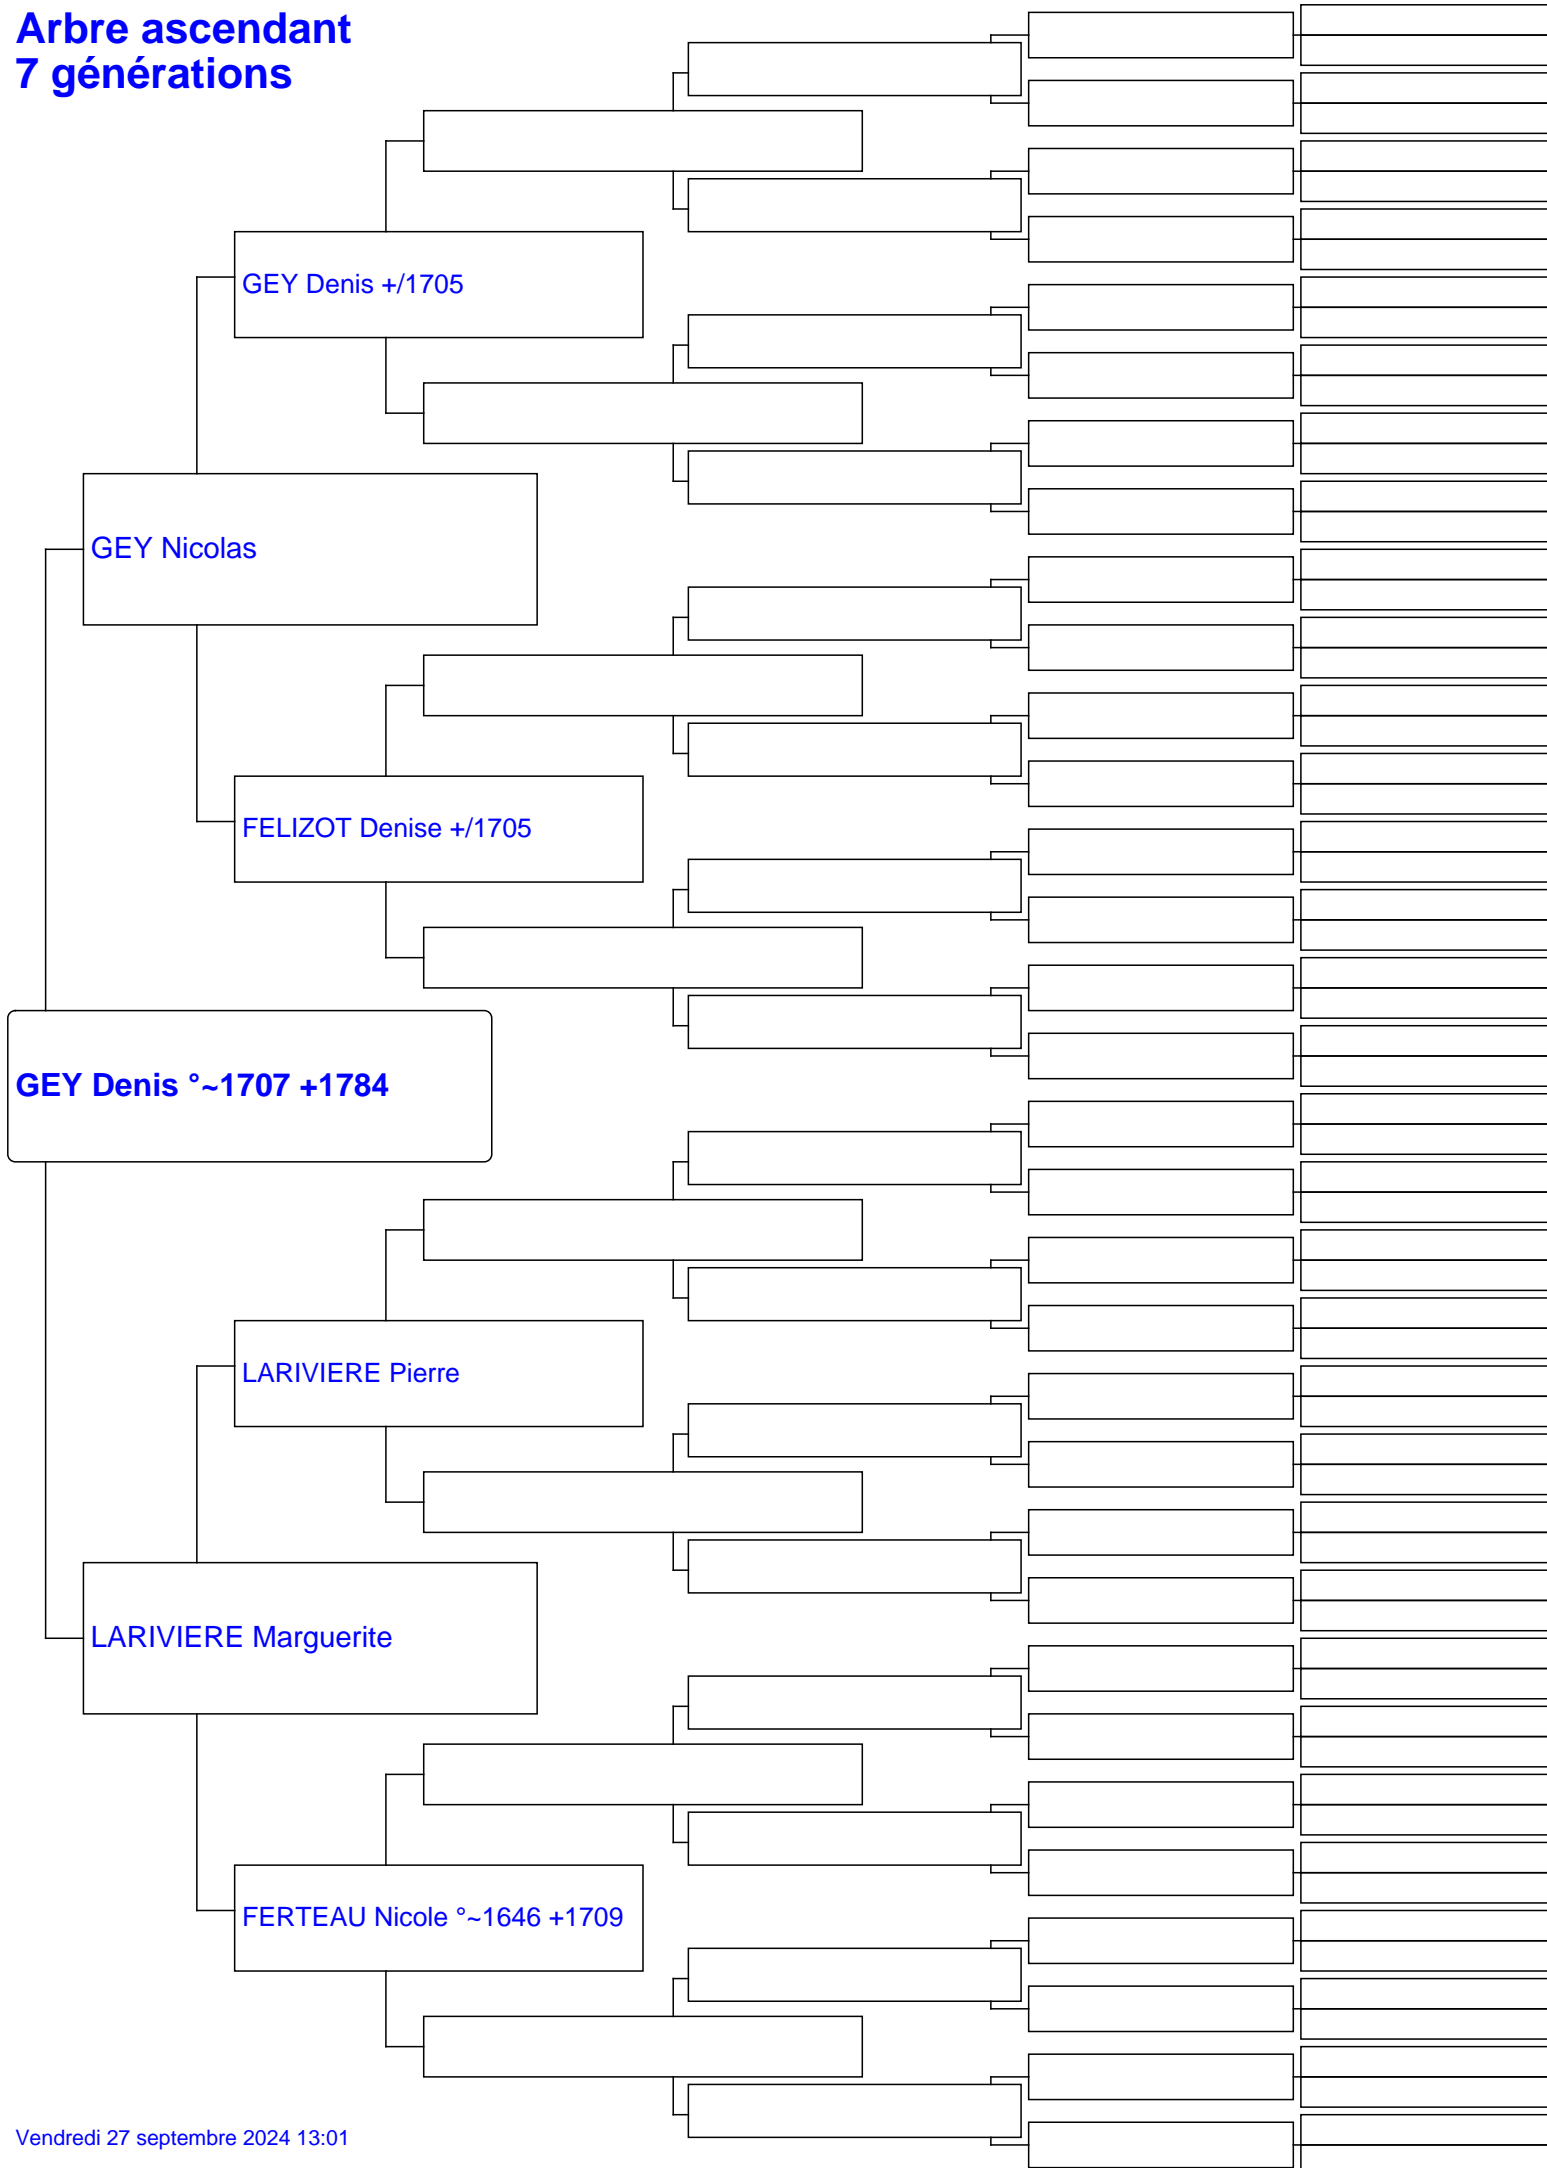 Arbre ascendant
7 générations
GEY Denis +/1705
GEY Nicolas
FELIZOT Denise +/1705
GEY Denis °~1707 +1784
LARIVIERE Pierre
LARIVIERE Marguerite
FERTEAU Nicole °~1646 +1709
Vendredi 27 septembre 2024 13:01